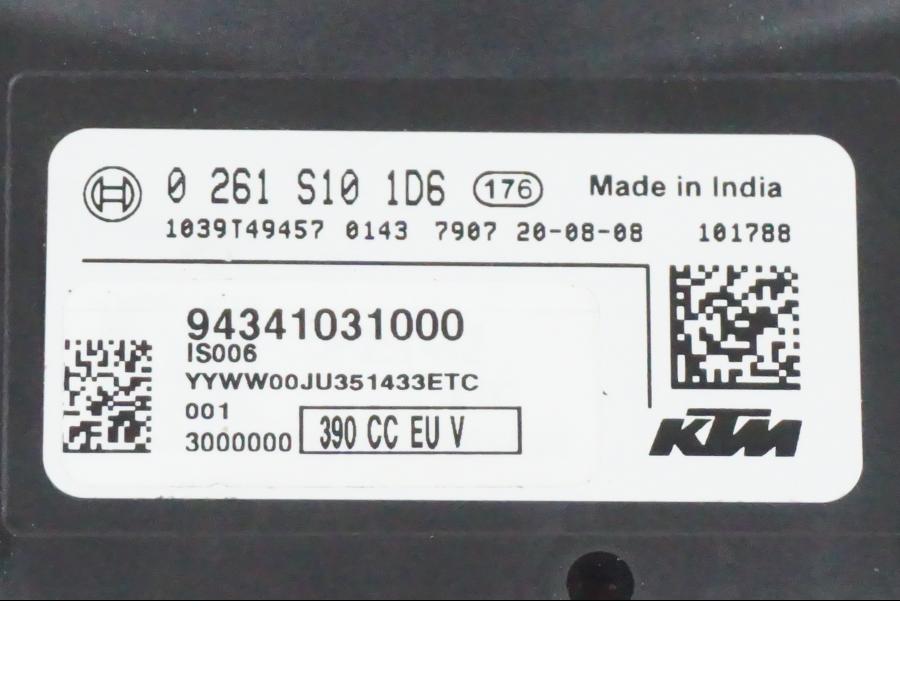 0 261 S10 1D6 176 Made in India
1039T49457 0143 7907 20-08-08 101788
94341031000
IS006
YYWW00JU351433ETC
001
3000000 390 CC EU V
KTM